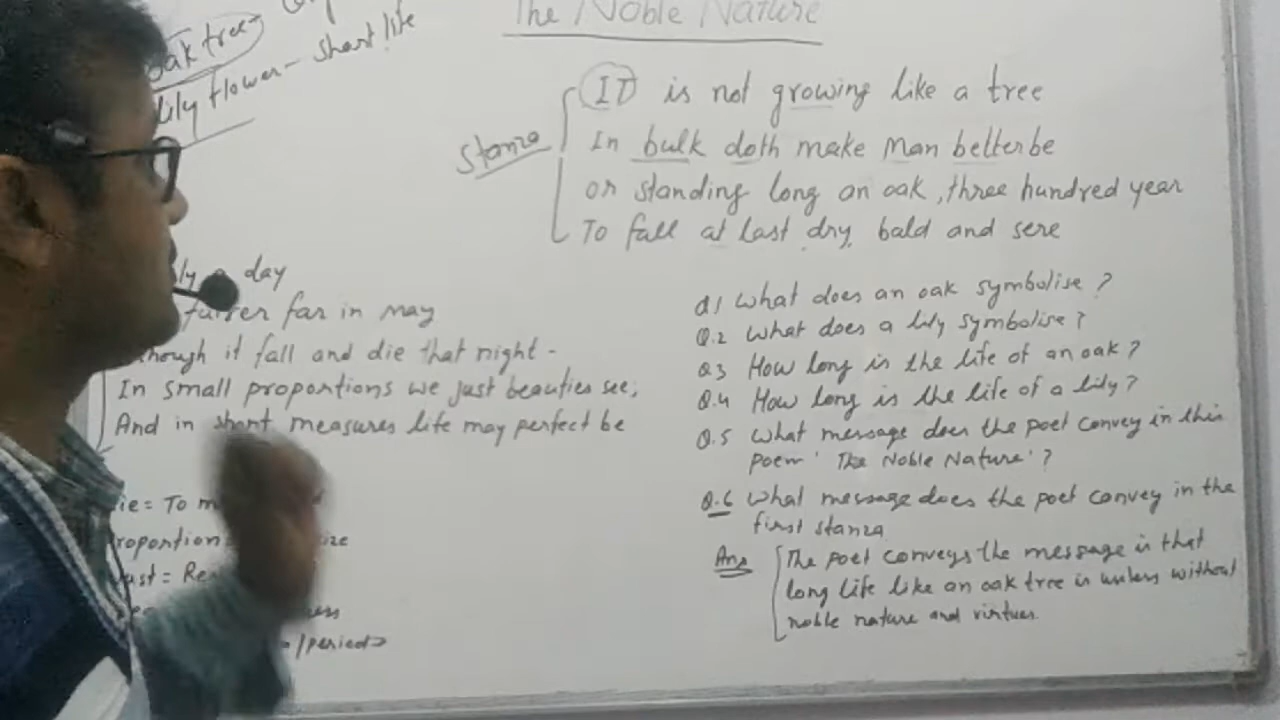 The Noble Nature
oak tree-
lily flower - short life
Stanza
IT is not growing like a tree
In bulk doth make Man better be
or standing long an oak, three hundred year
To fall at last dry, bald and sere
day
far in may
it fall and die that night -
In small proportions we just beauties see;
And in short measures life may perfect be
= To
Just =
/period>
Q1 What does an oak symbolise?
Q.2 What does a lily symbolise?
Q3 How long is the life of an oak?
Q.4 How long is the life of a lily?
Q.5 What message does the poet convey in this
poem 'The Noble Nature'?
Q.6 What message does the poet convey in the
first stanza
Ans The poet conveys the message is that
long life like an oak tree is useless without
noble nature and virtues.